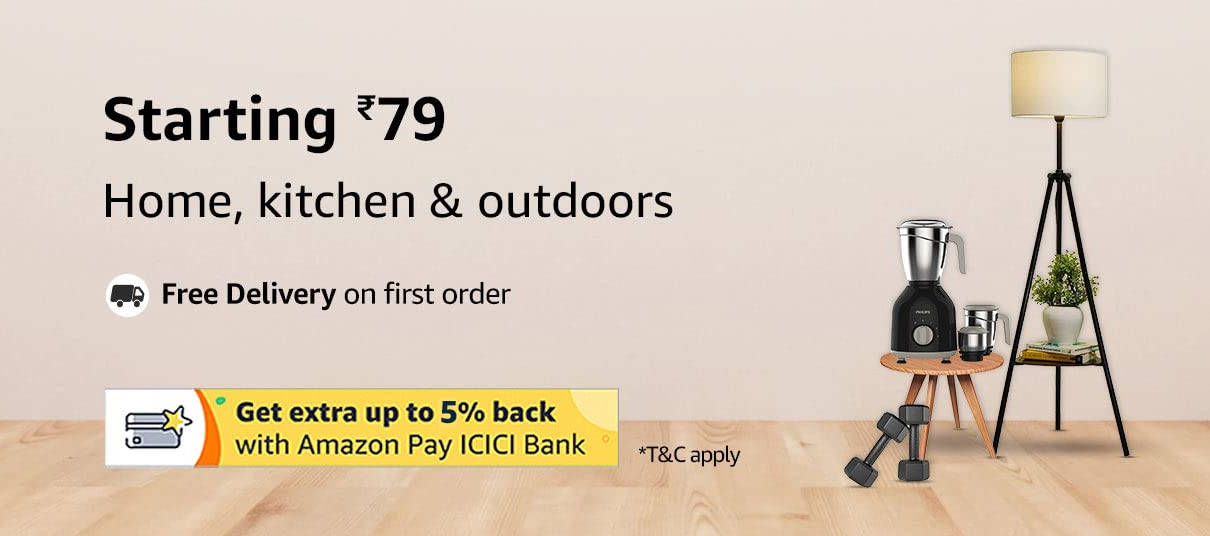 Starting ₹79
Home, kitchen & outdoors
Free Delivery on first order
Get extra up to 5% back
with Amazon Pay ICICI Bank
*T&C apply
PHILIPS